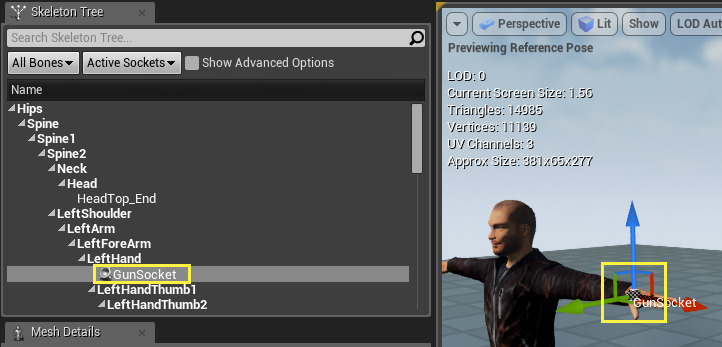 Skeleton Tree
Search Skeleton Tree...
All Bones
Active Sockets
Show Advanced Options
Name
Hips
Spine
Spine1
Spine2
Neck
Head
HeadTop_End
LeftShoulder
LeftArm
LeftForeArm
LeftHand
GunSocket
LeftHandThumb1
LeftHandThumb2
Mesh Details
Perspective
Lit
Show
LOD Aut
Previewing Reference Pose
LOD: 0
Current Screen Size: 1.56
Triangles: 14985
Vertices: 11139
UV Channels: 3
Approx Size: 381x65x277
GunSocket